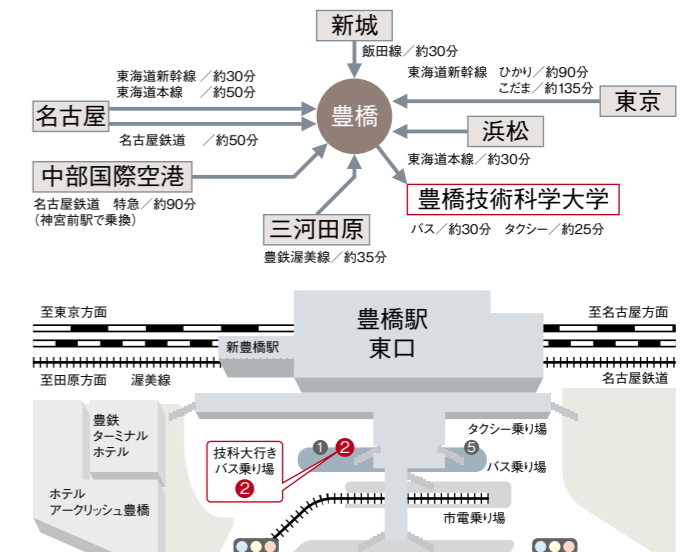 新城
飯田線／約30分
東海道新幹線／約30分
東海道本線　／約50分
東海道新幹線　ひかり／約90分
こだま／約135分
名古屋
豊橋
東京
名古屋鉄道　／約50分
浜松
東海道本線／約30分
中部国際空港
名古屋鉄道　特急／約90分
（神宮前駅で乗換）
豊橋技術科学大学
バス／約30分　タクシー／約25分
三河田原
豊鉄渥美線／約35分
至東京方面
豊橋駅
東口
至名古屋方面
新豊橋駅
至田原方面　渥美線
名古屋鉄道
豊鉄
ターミナル
ホテル
タクシー乗り場
技科大行き
バス乗り場
2
1
2
5
バス乗り場
ホテル
アークリッシュ豊橋
市電乗り場